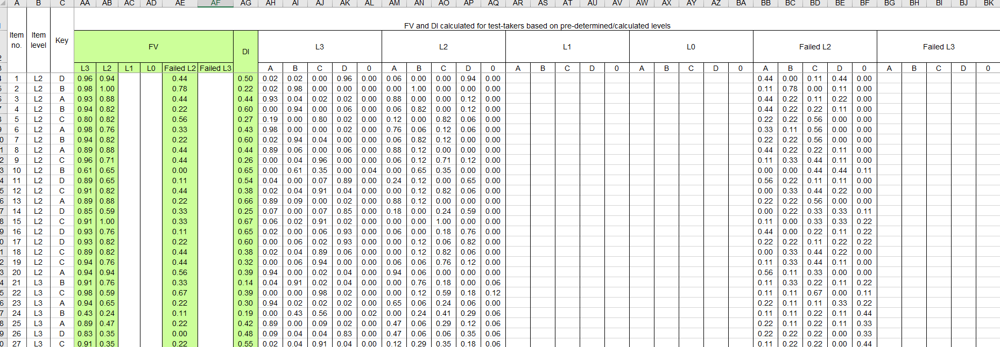 A B C AA AB AC AD AE AF AG AH AI AJ AK AL AM AN AO AP AQ AR AS AT AU AV AW AX AY AZ BA BB BC BD BE BF BG BH BI BJ BK
FV and DI calculated for test-takers based on pre-determined/calculated levels
Item no. Item level Key FV DI L3 L2 L1 L0 Failed L2 Failed L3
L3 L2 L1 L0 Failed L2 Failed L3 A B C D 0 A B C D 0 A B C D 0 A B C D 0 A B C D 0 A B C D 0
1 L2 D 0.96 0.94 0.44 0.50 0.02 0.02 0.00 0.96 0.00 0.06 0.00 0.00 0.94 0.00 0.44 0.00 0.11 0.44 0.00
2 L2 B 0.98 1.00 0.78 0.22 0.02 0.98 0.00 0.00 0.00 0.00 1.00 0.00 0.00 0.00 0.11 0.78 0.00 0.11 0.00
3 L2 A 0.93 0.88 0.44 0.44 0.93 0.04 0.02 0.02 0.00 0.88 0.00 0.00 0.12 0.00 0.44 0.22 0.11 0.22 0.00
4 L2 B 0.94 0.82 0.22 0.60 0.00 0.94 0.00 0.06 0.00 0.06 0.82 0.00 0.12 0.00 0.44 0.22 0.22 0.11 0.00
5 L2 C 0.80 0.82 0.56 0.27 0.19 0.00 0.80 0.02 0.00 0.12 0.00 0.82 0.06 0.00 0.22 0.22 0.56 0.00 0.00
6 L2 A 0.98 0.76 0.33 0.43 0.98 0.00 0.00 0.02 0.00 0.76 0.06 0.12 0.06 0.00 0.33 0.11 0.56 0.00 0.00
7 L2 B 0.94 0.82 0.22 0.60 0.02 0.94 0.04 0.00 0.00 0.06 0.82 0.12 0.00 0.00 0.22 0.22 0.56 0.00 0.00
8 L2 A 0.89 0.88 0.44 0.44 0.89 0.06 0.00 0.06 0.00 0.88 0.12 0.00 0.00 0.00 0.44 0.22 0.22 0.11 0.00
9 L2 C 0.96 0.71 0.44 0.26 0.00 0.04 0.96 0.00 0.00 0.06 0.12 0.71 0.12 0.00 0.11 0.33 0.44 0.11 0.00
10 L2 B 0.61 0.65 0.00 0.65 0.00 0.61 0.35 0.00 0.04 0.00 0.65 0.35 0.00 0.00 0.00 0.00 0.44 0.44 0.11
11 L2 D 0.89 0.65 0.11 0.54 0.04 0.00 0.07 0.89 0.00 0.24 0.12 0.00 0.65 0.00 0.56 0.22 0.11 0.11 0.00
12 L2 C 0.91 0.82 0.44 0.38 0.02 0.04 0.91 0.04 0.00 0.00 0.12 0.82 0.06 0.00 0.00 0.33 0.44 0.22 0.00
13 L2 A 0.89 0.88 0.22 0.66 0.89 0.09 0.00 0.02 0.00 0.88 0.12 0.00 0.00 0.00 0.22 0.22 0.56 0.00 0.00
14 L2 D 0.85 0.59 0.33 0.25 0.07 0.00 0.07 0.85 0.00 0.18 0.00 0.24 0.59 0.00 0.00 0.22 0.33 0.33 0.11
15 L2 C 0.91 1.00 0.33 0.67 0.06 0.02 0.91 0.02 0.00 0.00 0.00 1.00 0.00 0.00 0.11 0.00 0.33 0.33 0.22
16 L2 D 0.93 0.76 0.11 0.65 0.02 0.00 0.06 0.93 0.00 0.06 0.00 0.18 0.76 0.00 0.44 0.00 0.22 0.11 0.22
17 L2 D 0.93 0.82 0.22 0.60 0.00 0.06 0.02 0.93 0.00 0.00 0.12 0.06 0.82 0.00 0.22 0.22 0.11 0.22 0.22
18 L2 C 0.89 0.82 0.44 0.38 0.02 0.04 0.89 0.06 0.00 0.00 0.12 0.82 0.06 0.00 0.00 0.33 0.44 0.22 0.00
19 L2 C 0.94 0.76 0.44 0.32 0.00 0.06 0.94 0.00 0.00 0.06 0.06 0.76 0.12 0.00 0.11 0.33 0.44 0.11 0.00
20 L2 A 0.94 0.94 0.56 0.39 0.94 0.00 0.02 0.04 0.00 0.94 0.06 0.00 0.00 0.00 0.56 0.11 0.33 0.00 0.00
21 L3 B 0.91 0.76 0.33 0.14 0.04 0.91 0.02 0.04 0.00 0.00 0.76 0.18 0.00 0.06 0.11 0.33 0.22 0.11 0.22
22 L3 C 0.98 0.59 0.67 0.39 0.00 0.00 0.98 0.02 0.00 0.00 0.12 0.59 0.18 0.12 0.11 0.11 0.67 0.00 0.11
23 L3 A 0.94 0.65 0.22 0.30 0.94 0.02 0.02 0.02 0.00 0.65 0.06 0.24 0.06 0.00 0.22 0.11 0.11 0.33 0.22
24 L3 B 0.43 0.24 0.11 0.19 0.00 0.43 0.56 0.00 0.02 0.00 0.24 0.41 0.29 0.06 0.11 0.11 0.22 0.11 0.44
25 L3 A 0.89 0.47 0.22 0.42 0.89 0.00 0.09 0.02 0.00 0.47 0.06 0.29 0.12 0.06 0.22 0.11 0.22 0.11 0.33
26 L3 D 0.83 0.35 0.00 0.48 0.09 0.04 0.04 0.83 0.00 0.47 0.06 0.06 0.35 0.06 0.22 0.22 0.22 0.00 0.33
27 L3 C 0.91 0.35 0.22 0.55 0.02 0.04 0.91 0.04 0.00 0.12 0.29 0.35 0.18 0.06 0.11 0.22 0.22 0.00 0.44